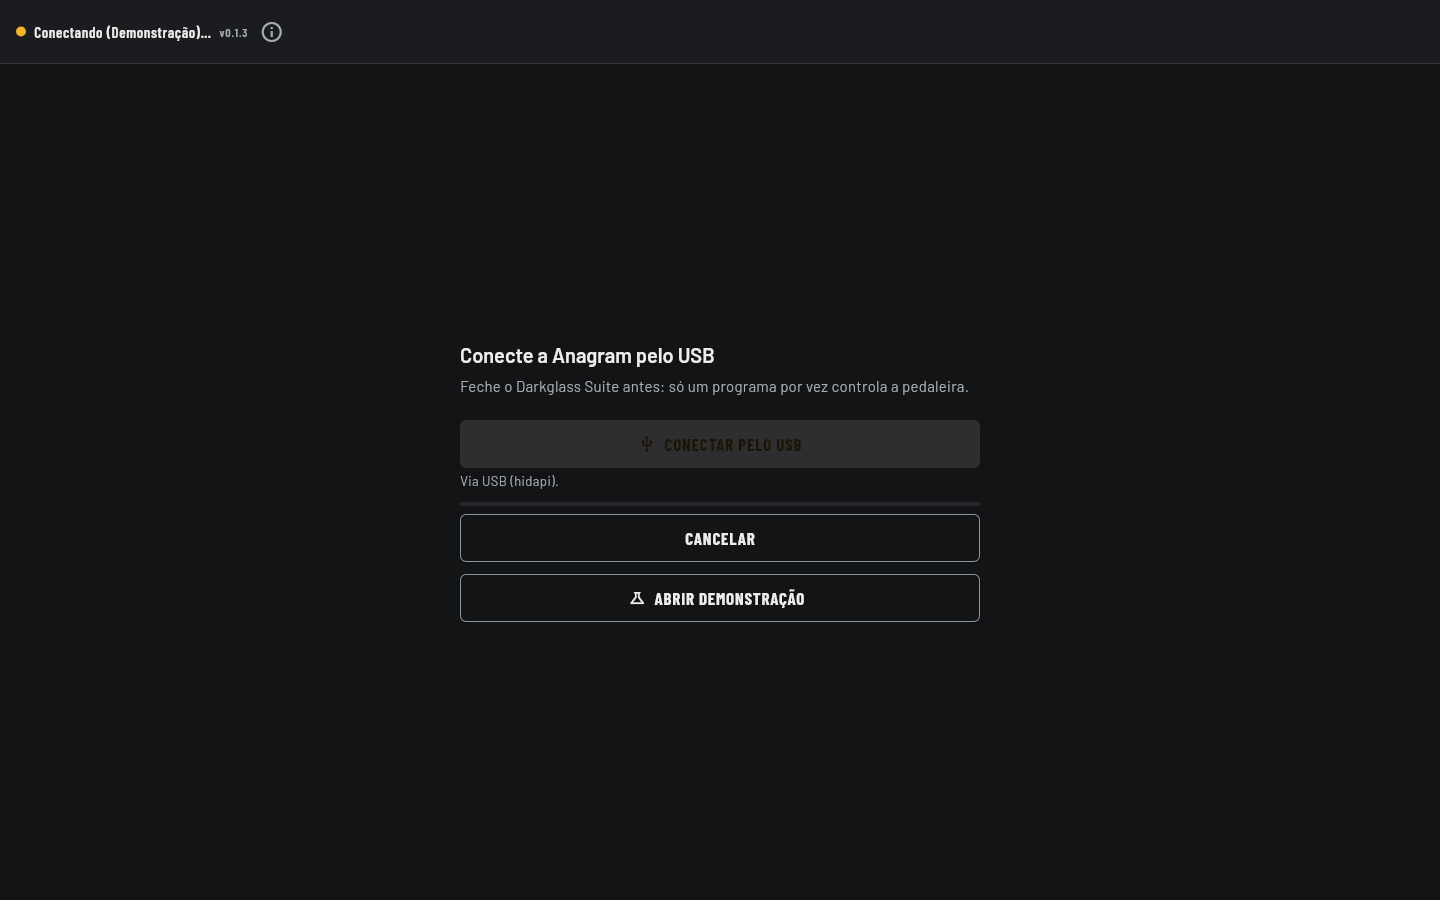 Conectando (Demonstração)... v0.1.3
Conecte a Anagram pelo USB
Feche o Darkglass Suite antes: só um programa por vez controla a pedaleira.
CONECTAR PELO USB
Via USB (hidapi).
CANCELAR
ABRIR DEMONSTRAÇÃO